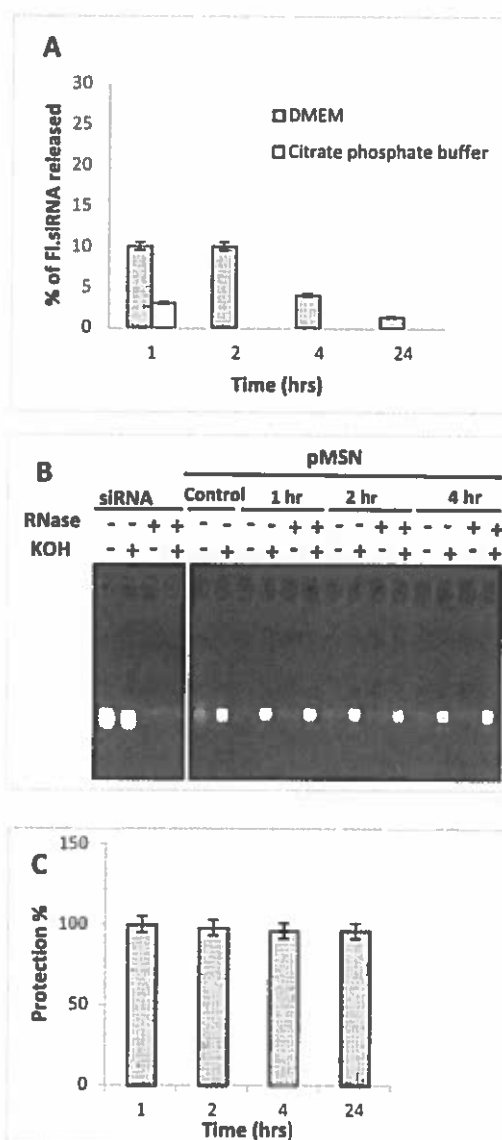 A
30
25
20
15
10
5
0
% of Fl.siRNA released
DMEM
Citrate phosphate buffer
1 2 4 24
Time (hrs)
B
pMSN
siRNA Control 1 hr 2 hr 4 hr
RNase - - + + - - - - + + - - + + - - + +
KOH - + - + - + - + - + - + - + - + - +
C
150
100
50
0
Protection %
1 2 4 24
Time (hrs)